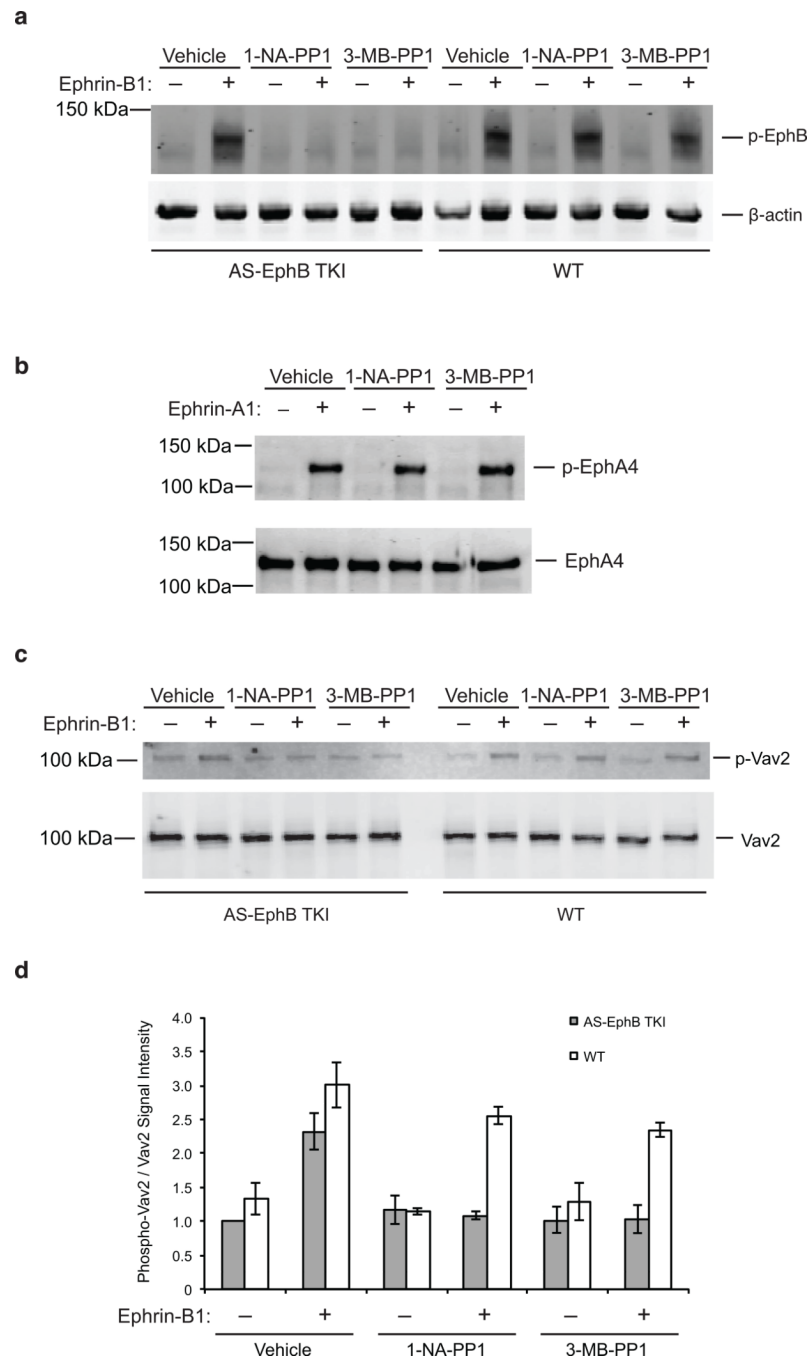 a
Vehicle 1-NA-PP1 3-MB-PP1 Vehicle 1-NA-PP1 3-MB-PP1
Ephrin-B1: – + – + – + – + – + – +
150 kDa
p-EphB
β-actin
AS-EphB TKI WT
b
Vehicle 1-NA-PP1 3-MB-PP1
Ephrin-A1: – + – + – +
150 kDa
p-EphA4
100 kDa
150 kDa
EphA4
100 kDa
c
Vehicle 1-NA-PP1 3-MB-PP1 Vehicle 1-NA-PP1 3-MB-PP1
Ephrin-B1: – + – + – + – + – + – +
100 kDa p-Vav2
100 kDa Vav2
AS-EphB TKI WT
d
Phospho-Vav2 / Vav2 Signal Intensity
4.0
3.5
3.0
2.5
2.0
1.5
1.0
0.5
0
AS-EphB TKI
WT
Ephrin-B1: – + – + – +
Vehicle 1-NA-PP1 3-MB-PP1